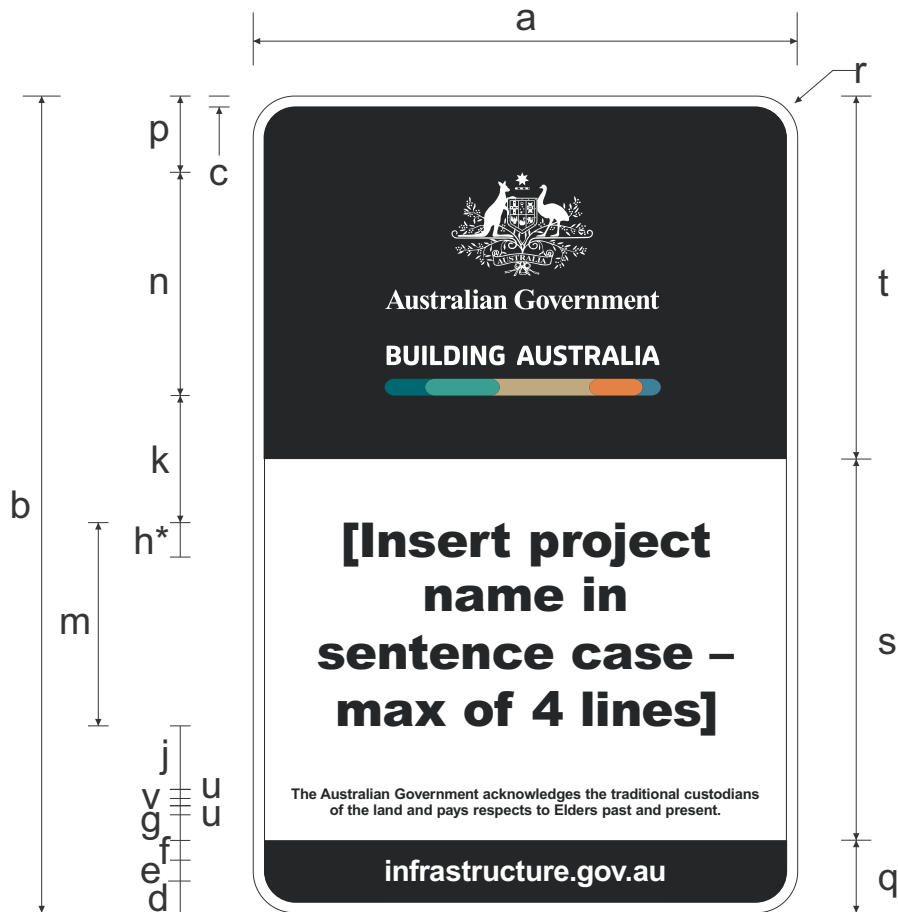 a
r
p
c
n
t
AUSTRALIA
Australian Government
BUILDING AUSTRALIA
k
b
h*
[Insert project
name in
m
sentence case –
s
max of 4 lines]
j
u
v
The Australian Government acknowledges the traditional custodians
u
g
of the land and pays respects to Elders past and present.
f
e
infrastructure.gov.au
q
d